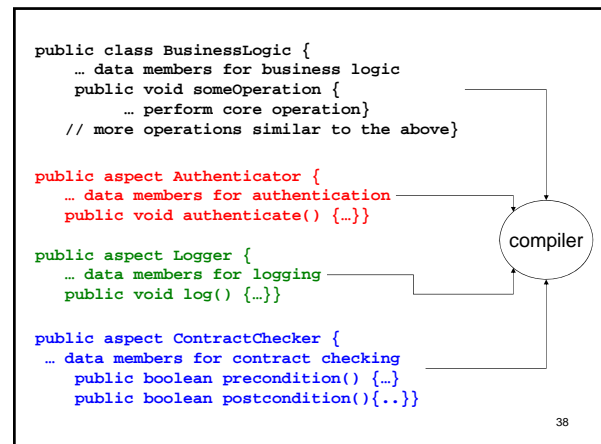 public class BusinessLogic {
… data members for business logic
public void someOperation {
… perform core operation}
// more operations similar to the above}
public aspect Authenticator {
… data members for authentication
public void authenticate() {…}}
public aspect Logger {
… data members for logging
public void log() {…}}
public aspect ContractChecker {
… data members for contract checking
public boolean precondition() {…}
public boolean postcondition(){..}}
compiler
38